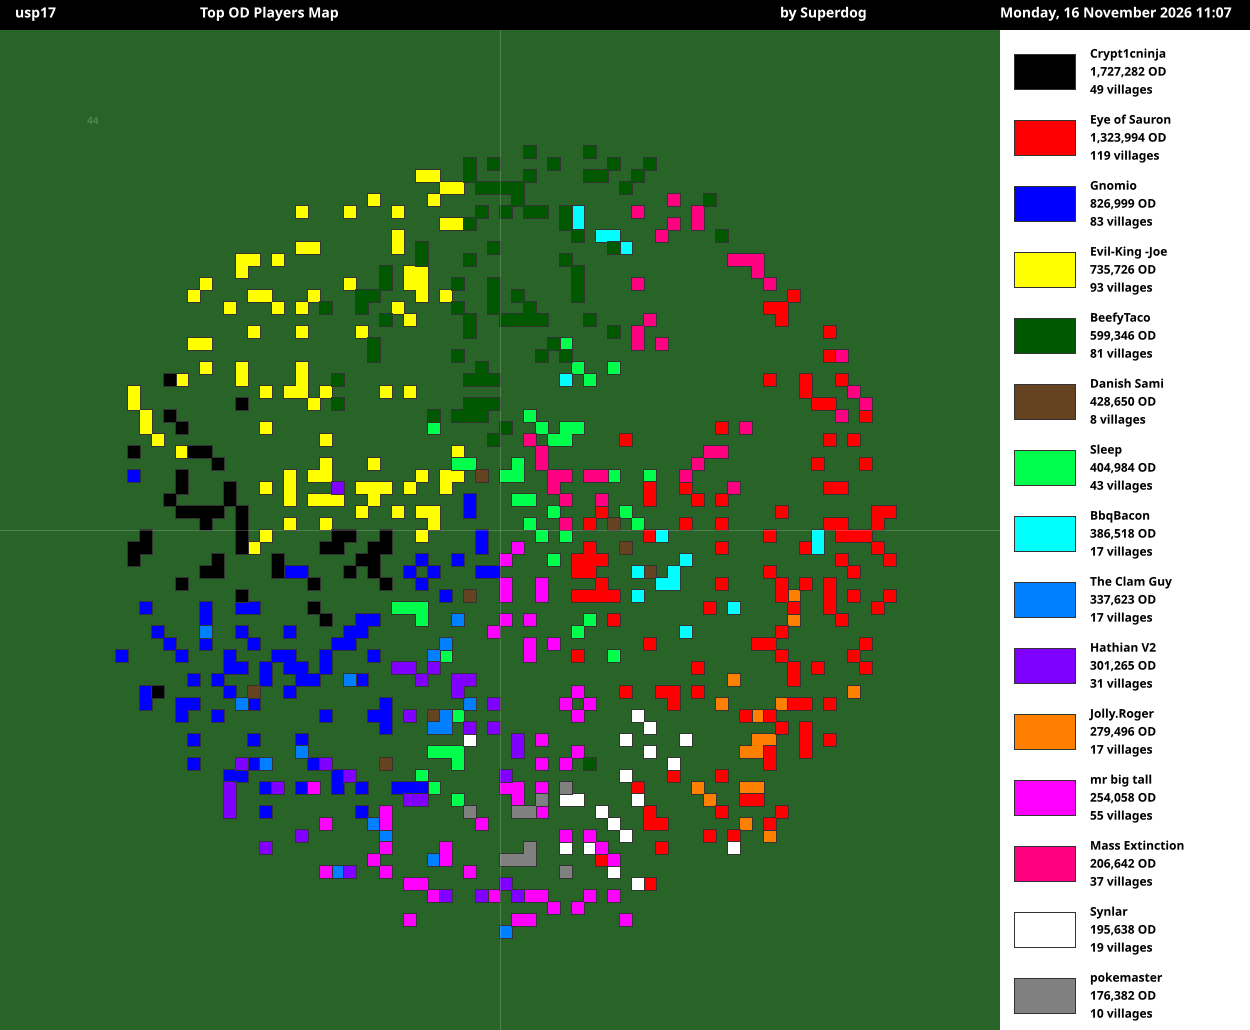 usp17 Top OD Players Map by Superdog Monday, 16 November 2026 11:07
44
Crypt1cninja
1,727,282 OD
49 villages
Eye of Sauron
1,323,994 OD
119 villages
Gnomio
826,999 OD
83 villages
Evil-King -Joe
735,726 OD
93 villages
BeefyTaco
599,346 OD
81 villages
Danish Sami
428,650 OD
8 villages
Sleep
404,984 OD
43 villages
BbqBacon
386,518 OD
17 villages
The Clam Guy
337,623 OD
17 villages
Hathian V2
301,265 OD
31 villages
Jolly.Roger
279,496 OD
17 villages
mr big tall
254,058 OD
55 villages
Mass Extinction
206,642 OD
37 villages
Synlar
195,638 OD
19 villages
pokemaster
176,382 OD
10 villages